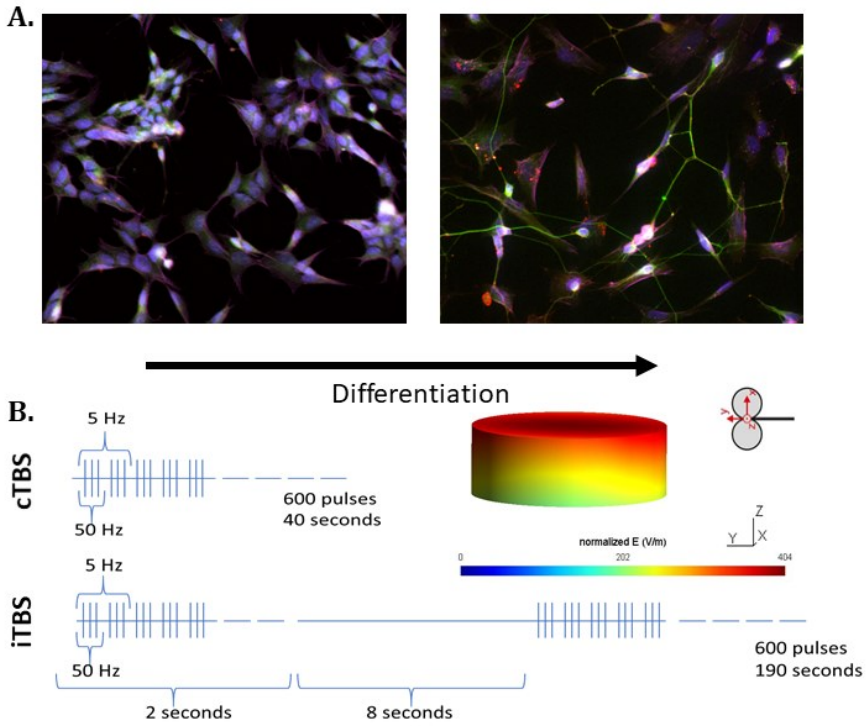 A.
Differentiation
B.
cTBS
5 Hz
50 Hz
600 pulses
40 seconds
x
y
z
Z
Y
X
normalized E (V/m)
0
202
404
iTBS
5 Hz
50 Hz
600 pulses
190 seconds
2 seconds
8 seconds